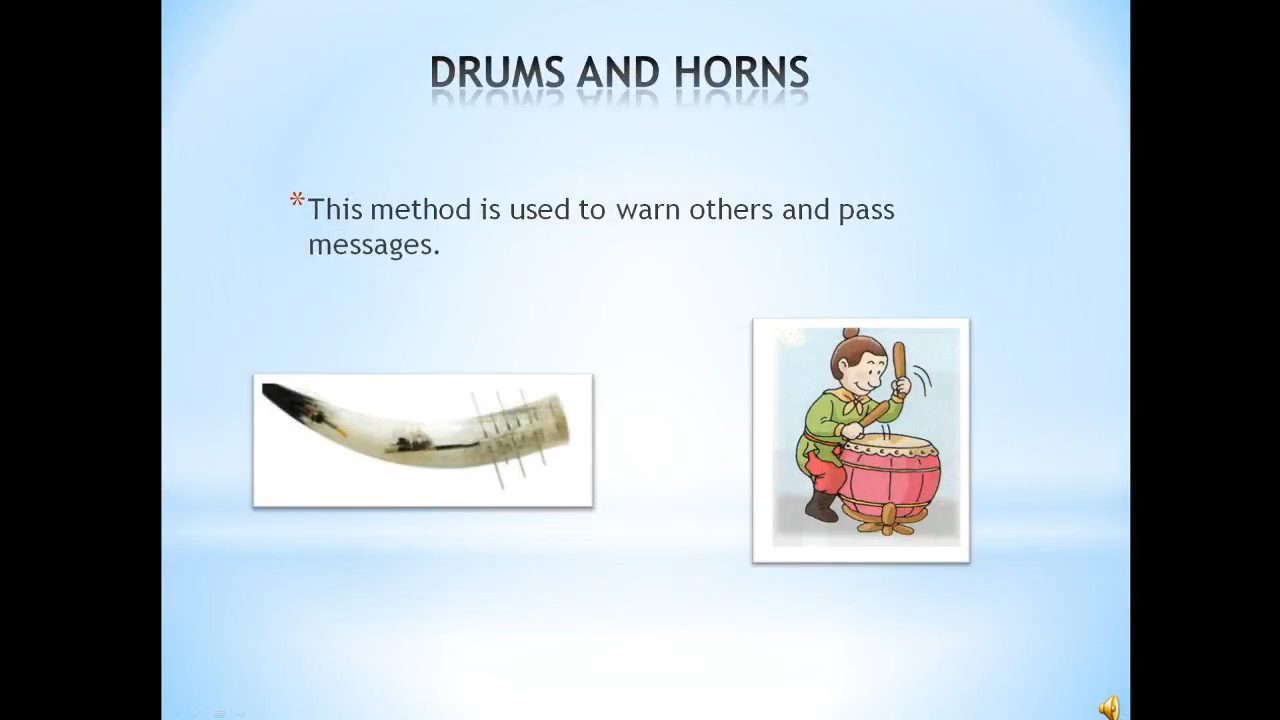 DRUMS AND HORNS
*This method is used to warn others and pass
messages.